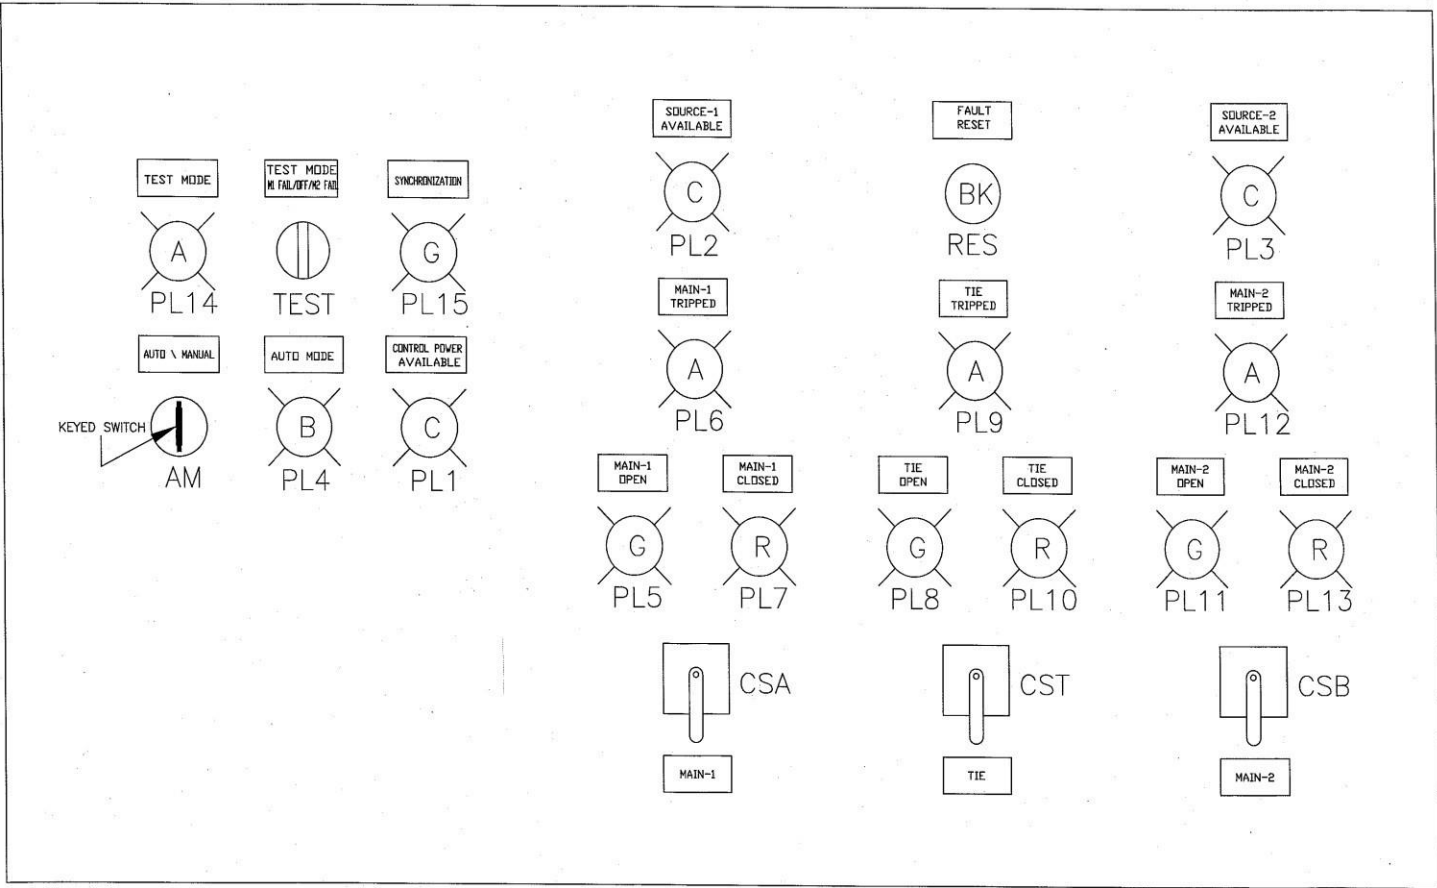 SOURCE-1
AVAILABLE
C
PL2
FAULT
RESET
BK
RES
SOURCE-2
AVAILABLE
C
PL3
TEST MODE
A
PL14
TEST MODE
M1 FAIL/OFF/M2 FAIL
TEST
SYNCHRONIZATION
G
PL15
MAIN-1
TRIPPED
A
PL6
TIE
TRIPPED
A
PL9
MAIN-2
TRIPPED
A
PL12
AUTO \ MANUAL
KEYED SWITCH
AM
AUTO MODE
B
PL4
CONTROL POWER
AVAILABLE
C
PL1
MAIN-1
OPEN
G
PL5
MAIN-1
CLOSED
R
PL7
TIE
OPEN
G
PL8
TIE
CLOSED
R
PL10
MAIN-2
OPEN
G
PL11
MAIN-2
CLOSED
R
PL13
CSA
MAIN-1
CST
TIE
CSB
MAIN-2